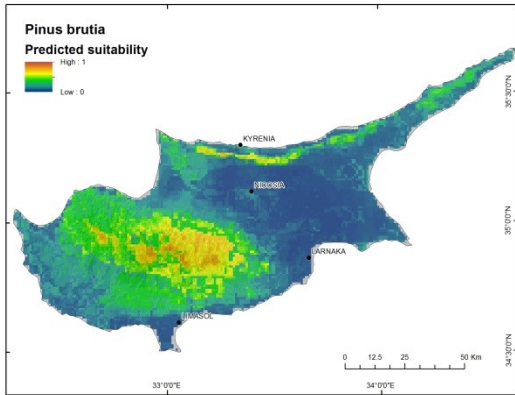 Pinus brutia
Predicted suitability
High : 1
Low : 0
KYRENIA
NICOSIA
LARNAKA
LIMASOL
35°30'0"N
35°0'0"N
34°30'0"N
0 12.5 25 50 Km
33°0'0"E 34°0'0"E